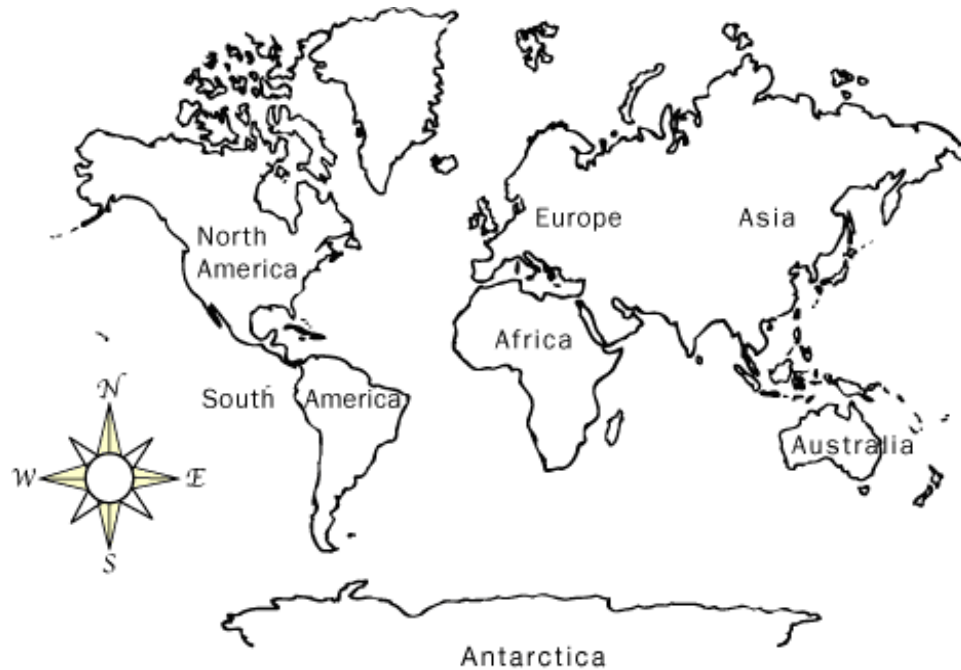 North
America
Europe
Asia
Africa
South America
Australia
N
W E
S
Antarctica